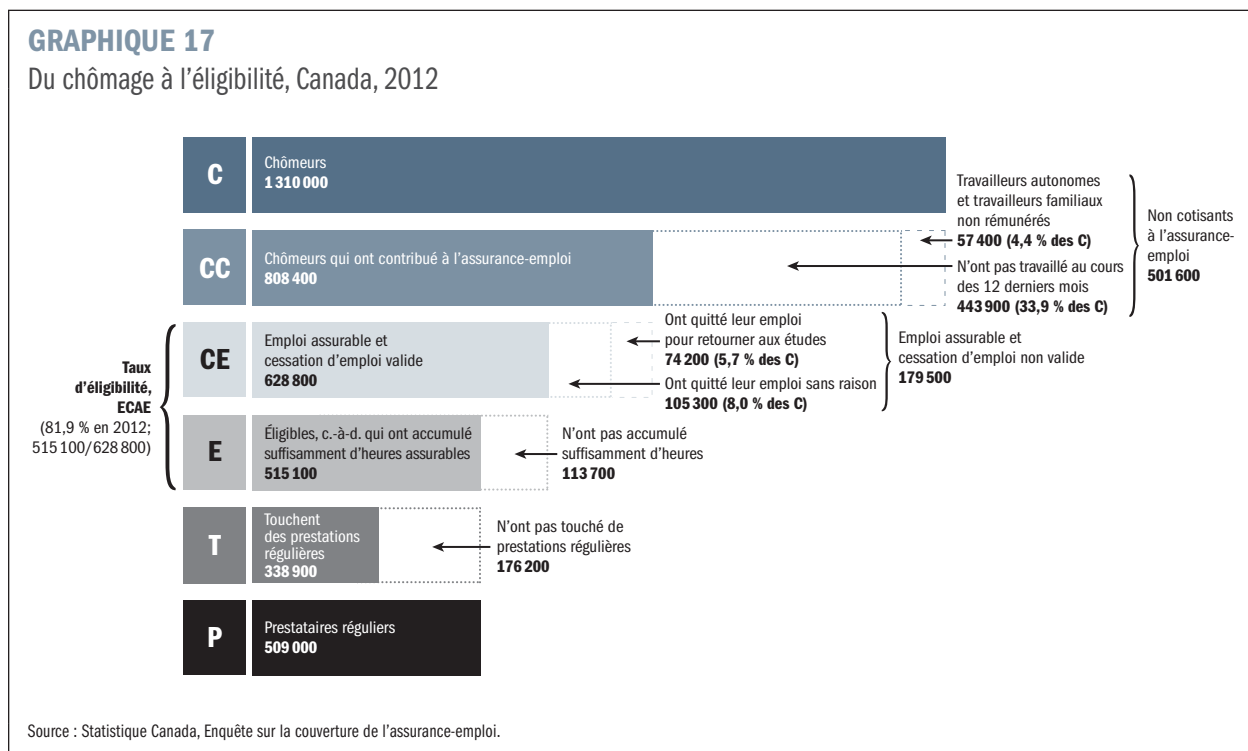 GRAPHIQUE 17
Du chômage à l'éligibilité, Canada, 2012
C
Chômeurs
1 310 000
Travailleurs autonomes
et travailleurs familiaux
non rémunérés
57 400 (4,4 % des C)
N'ont pas travaillé au cours
des 12 derniers mois
443 900 (33,9 % des C)
Non cotisants
à l'assurance-
emploi
501 600
CC
Chômeurs qui ont contribué à l'assurance-emploi
808 400
Taux
d'éligibilité,
ECAE
(81,9 % en 2012;
515 100/628 800)
CE
Emploi assurable et
cessation d'emploi valide
628 800
Ont quitté leur emploi
pour retourner aux études
74 200 (5,7 % des C)
Ont quitté leur emploi sans raison
105 300 (8,0 % des C)
Emploi assurable et
cessation d'emploi non valide
179 500
E
Éligibles, c.-à-d. qui ont accumulé
suffisamment d'heures assurables
515 100
N'ont pas accumulé
suffisamment d'heures
113 700
T
Touchent
des prestations
régulières
338 900
N'ont pas touché de
prestations régulières
176 200
P
Prestataires réguliers
509 000
Source : Statistique Canada, Enquête sur la couverture de l'assurance-emploi.